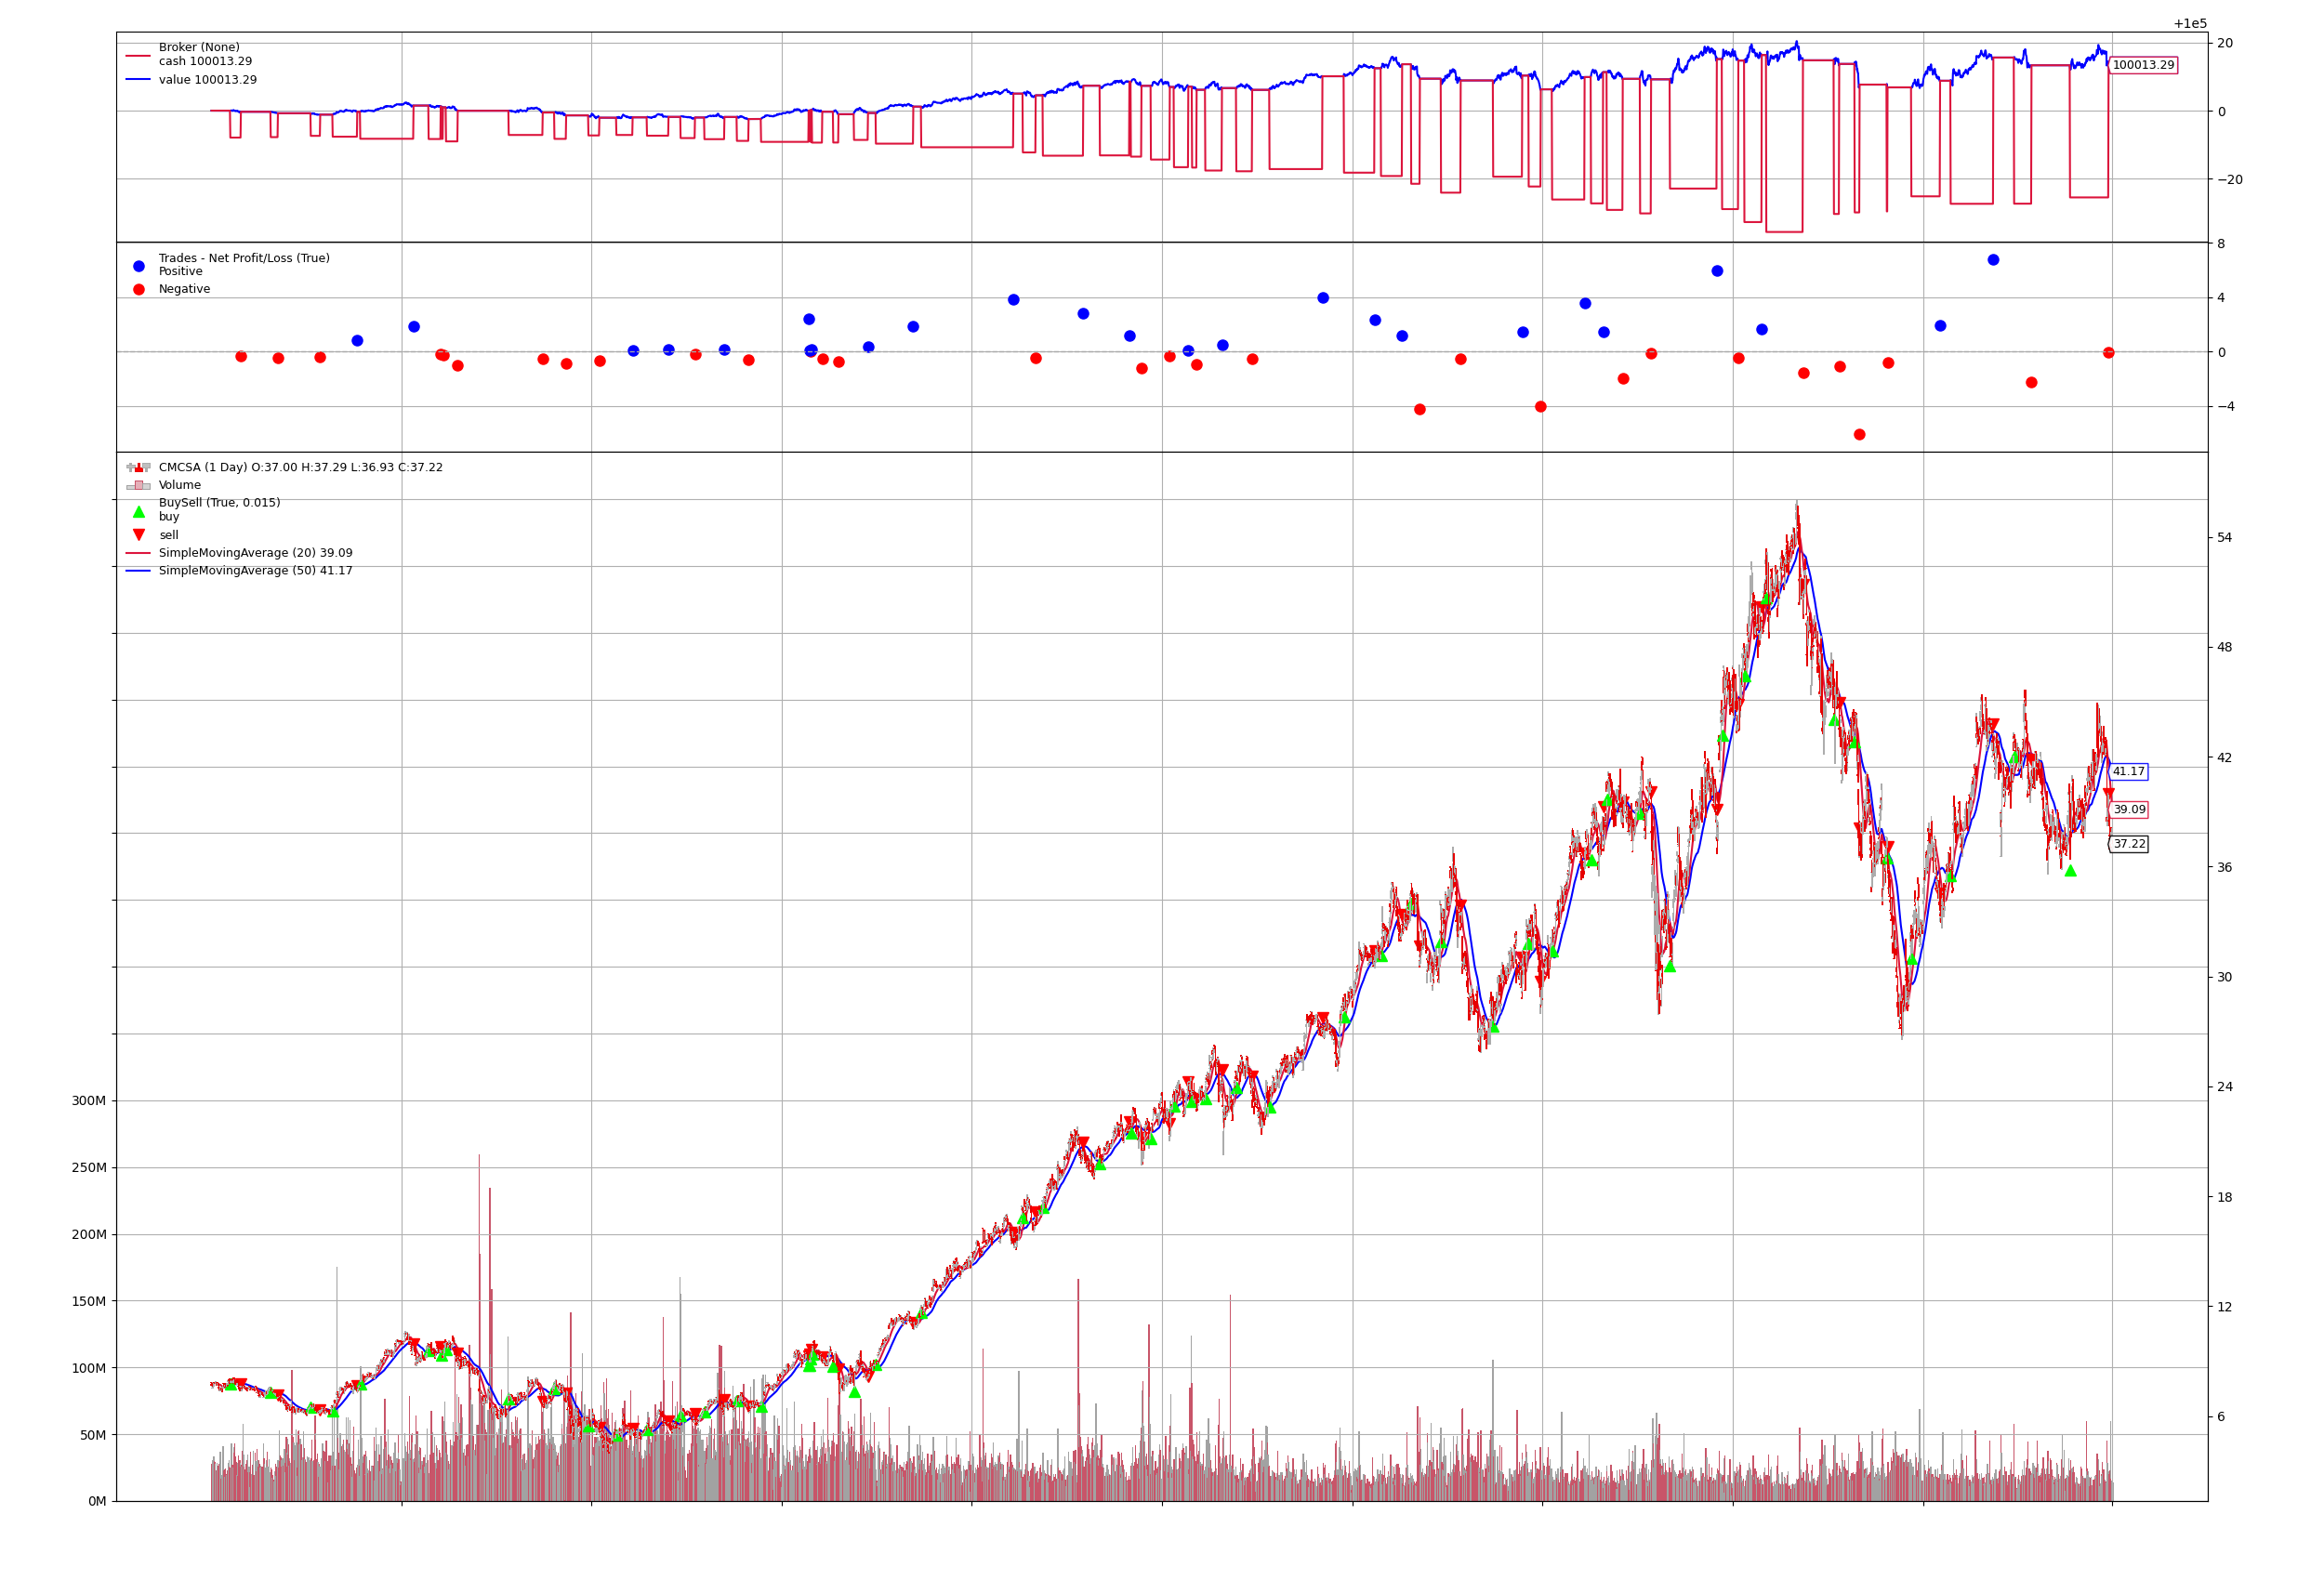 +1e5
Broker (None)
cash 100013.29
value 100013.29
20
100013.29
0
−20
Trades - Net Profit/Loss (True)
Positive
Negative
8
4
0
−4
CMCSA (1 Day) O:37.00 H:37.29 L:36.93 C:37.22
Volume
BuySell (True, 0.015)
buy
sell
SimpleMovingAverage (20) 39.09
SimpleMovingAverage (50) 41.17
54
48
42
41.17
39.09
37.22
36
30
24
18
12
6
300M
250M
200M
150M
100M
50M
0M